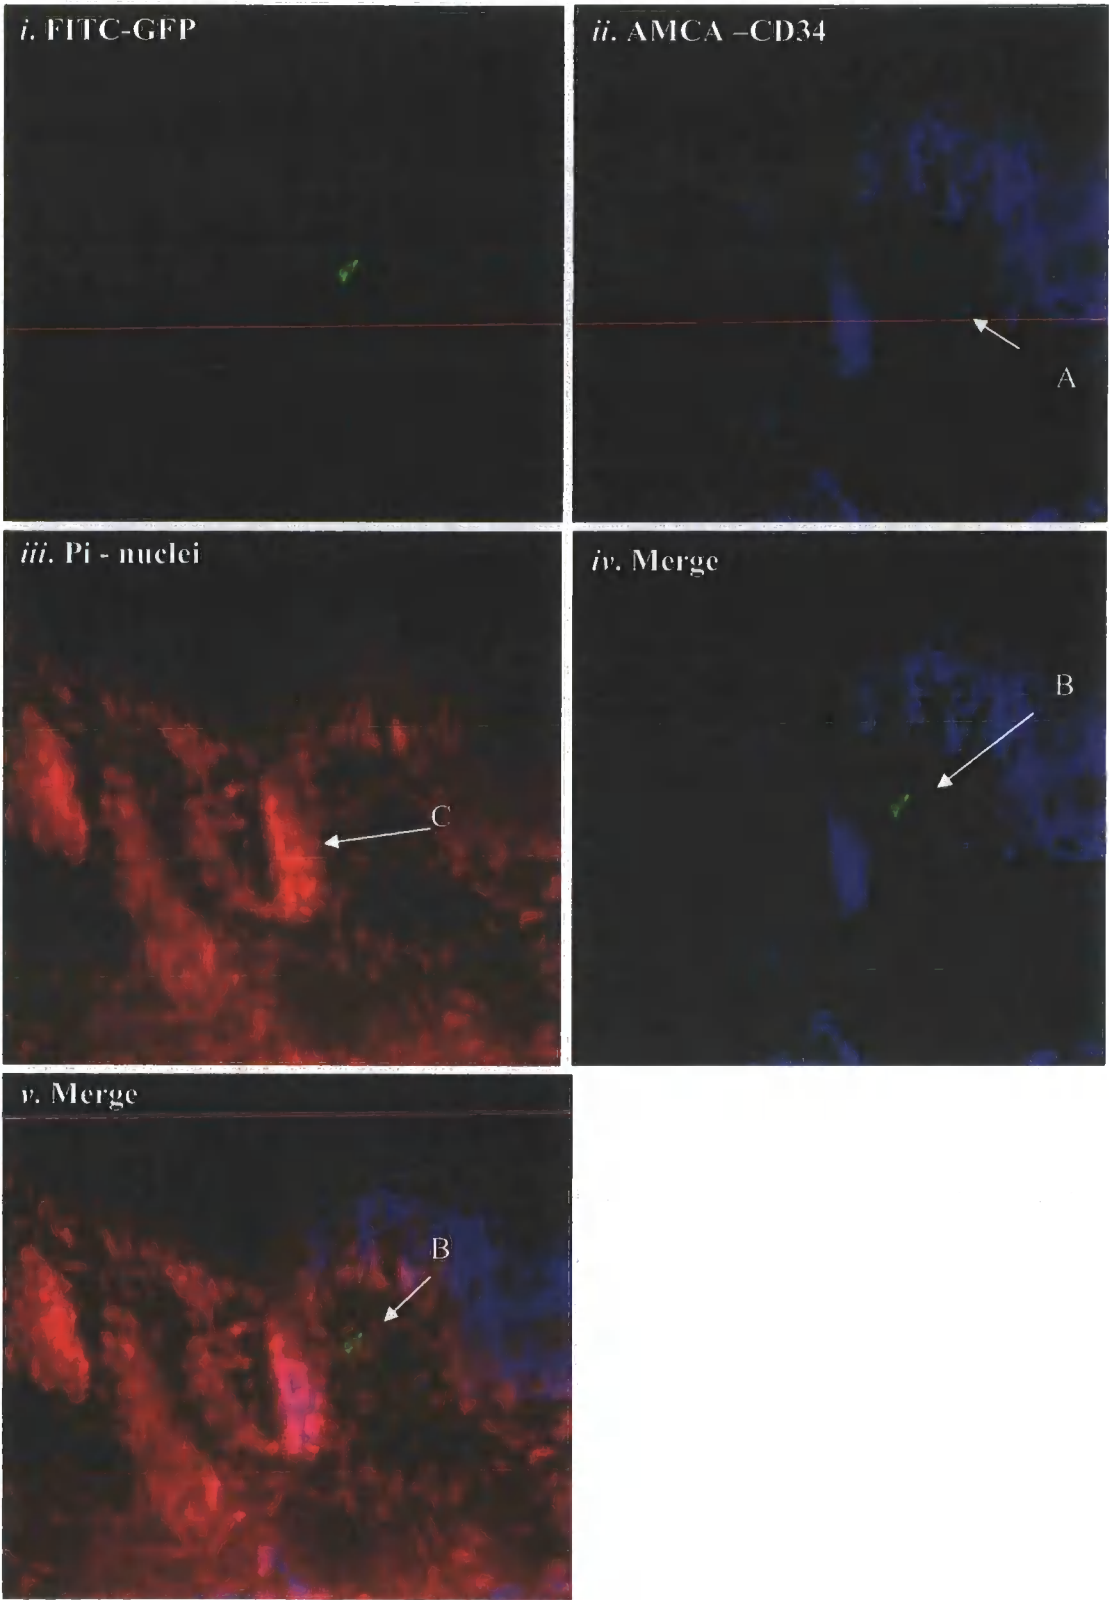 i. FITC-GFP
ii. AMCA –CD34
A
iii. Pi - nuclei
C
iv. Merge
B
v. Merge
B